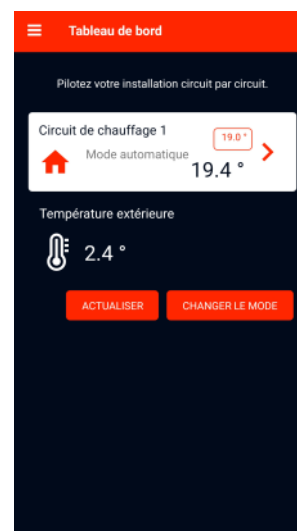 Tableau de bord
Pilotez votre installation circuit par circuit.
Circuit de chauffage 1
19.0 °
Mode automatique
19.4 °
Température extérieure
2.4 °
ACTUALISER
CHANGER LE MODE